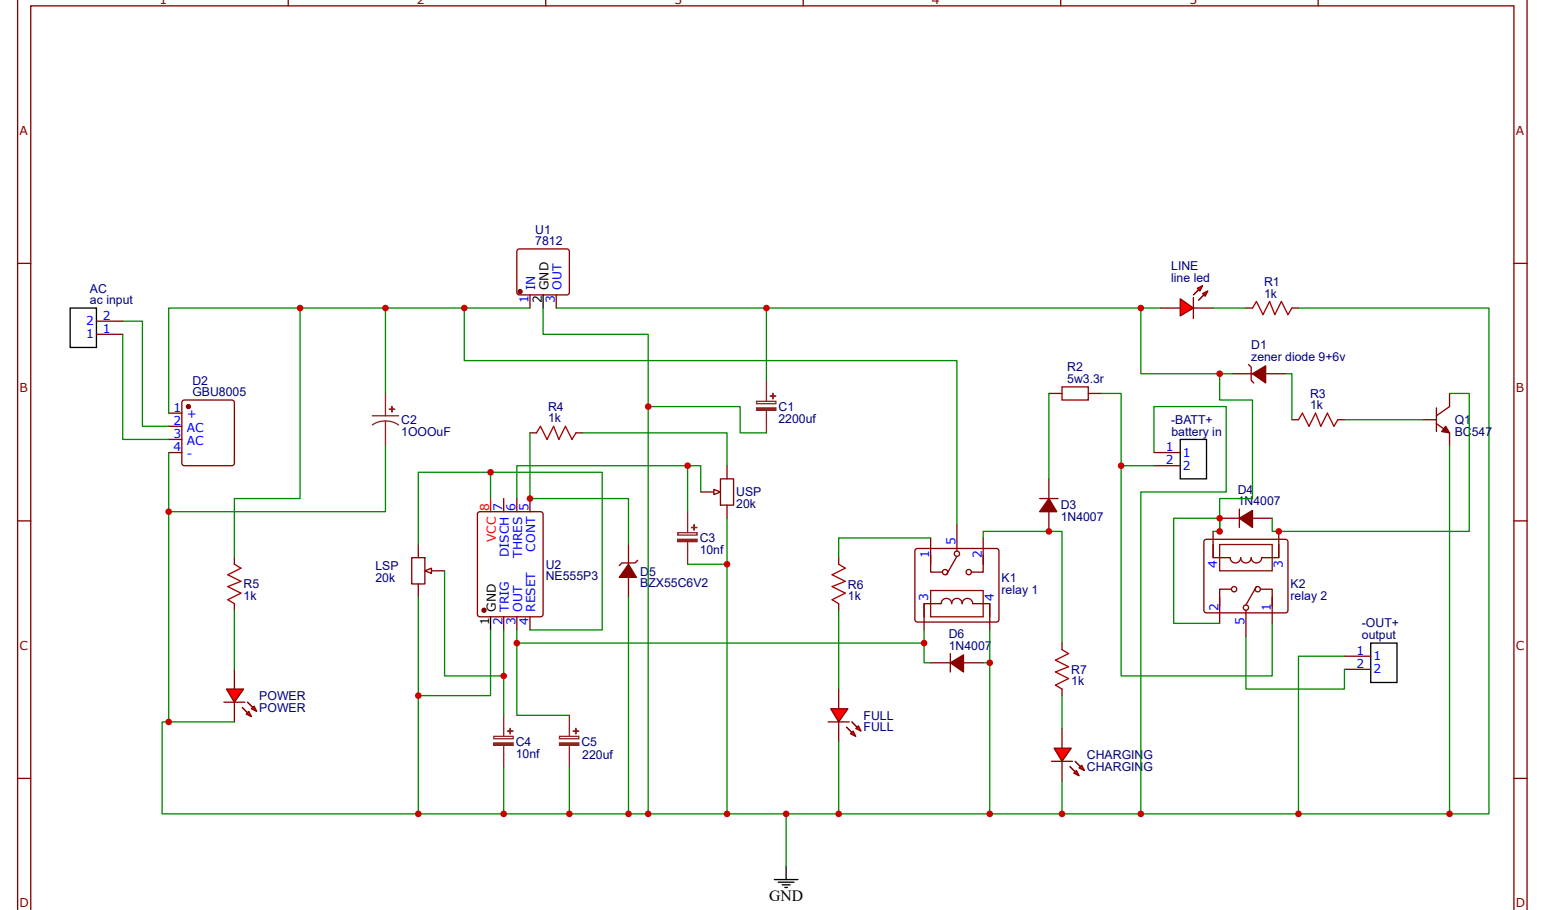 1 2 3 4 5
A A
B B
C C
D D
AC
ac input
2 2
1 1
D2
GBU8005
1 +
2 AC
3 AC
4 -
C2
1OOOuF
R5
1k
POWER
POWER
U1
7812
IN
GND
OUT
1 2 3
C1
2200uf
R4
1k
USP
20k
C3
10nf
LSP
20k
U2
NE555P3
8 7 6 5
VCC
DISCH
THRES
CONT
GND
TRIG
OUT
RESET
1 2 3 4
D5
BZX55C6V2
C4
10nf
C5
220uf
R6
1k
FULL
FULL
K1
relay 1
1 5 2
3 4
D6
1N4007
R2
5w3.3r
D3
1N4007
R7
1k
CHARGING
CHARGING
LINE
line led
R1
1k
D1
zener diode 9+6v
R3
1k
Q1
BC547
-BATT+
battery in
1 1
2 2
D4
1N4007
K2
relay 2
4 3
2 5 1
-OUT+
output
1 1
2 2
GND